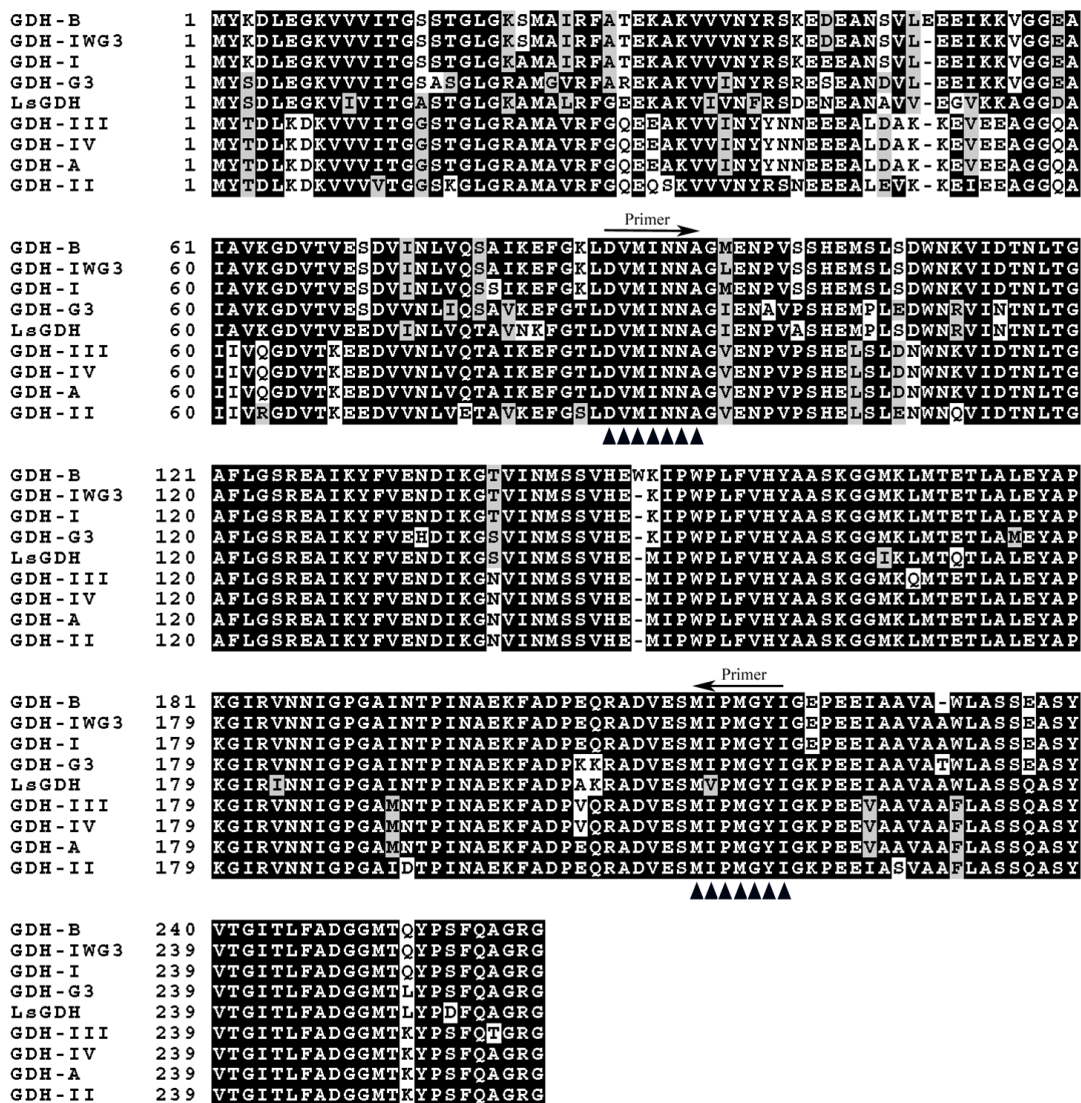 GDH-B 1 MYKDLEGKVVVITGSSTGLGKSMAIRFATEKAKVVVNYRSKEDEANSVLEEEIKKVGGEA
GDH-IWG3 1 MYKDLEGKVVVITGSSTGLGKSMAIRFATEKAKVVVNYRSKEDEANSVL-EEIKKVGGEA
GDH-I 1 MYKDLEGKVVVITGSSTGLGKAMAIRFATEKAKVVVNYRSKEDEANSVL-EEIKKVGGEA
GDH-G3 1 MYSDLEGKVVVITGSASGLGRAMGVRFAREKAKVVINYRSRESEANDVL-EEIKKVGGEA
LsGDH 1 MYSDLEGKVIVITGASTGLGKAMALRFGEEKAKVIVNFRSDENEANAVV-EGVKKAGGDA
GDH-III 1 MYTDLKDKVVVITGGSTGLGRAMAVRFGQEEAKVVINYYNNEEEALDAK-KEVEEAGGQA
GDH-IV 1 MYTDLKDKVVVITGGSTGLGRAMAVRFGQEEAKVVINYYNNEEEALDAK-KEVEEAGGQA
GDH-A 1 MYTDLKDKVVVITGGSTGLGRAMAVRFGQEEAKVVINYYNNEEEALDAK-KEVEEAGGQA
GDH-II 1 MYTDLKDKVVVVTGGSKGLGRAMAVRFGQEQSKVVVNYRSNEEEALEVK-KEIEEAGGQA
Primer
GDH-B 61 IAVKGDVTVESDVINLVQSAIKEFGKLDVMINNAGMENPVSSHEMSLSDWNKVIDTNLTG
GDH-IWG3 60 IAVKGDVTVESDVINLVQSAIKEFGKLDVMINNAGLENPVSSHEMSLSDWNKVIDTNLTG
GDH-I 60 IAVKGDVTVESDVINLVQSSIKEFGKLDVMINNAGMENPVSSHEMSLSDWNKVIDTNLTG
GDH-G3 60 IAVKGDVTVESDVVNLIQSAVKEFGTLDVMINNAGIENAVPSHEMPLEDWNRVINTNLTG
LsGDH 60 IAVKGDVTVEEDVINLVQTAVNKFGTLDVMINNAGIENPVASHEMPLSDWNRVINTNLTG
GDH-III 60 IIVQGDVTKEEDVVNLVQTAIKEFGTLDVMINNAGVENPVPSHELSLDNWNKVIDTNLTG
GDH-IV 60 IIVQGDVTKEEDVVNLVQTAIKEFGTLDVMINNAGVENPVPSHELSLDNWNKVIDTNLTG
GDH-A 60 IIVQGDVTKEEDVVNLVQTAIKEFGTLDVMINNAGVENPVPSHELSLDNWNKVIDTNLTG
GDH-II 60 IIVRGDVTKEEDVVNLVETAVKEFGSLDVMINNAGVENPVPSHELSLENWNQVIDTNLTG
GDH-B 121 AFLGSREAIKYFVENDIKGTVINMSSVHEWKIPWPLFVHYAASKGGMKLMTETLALEYAP
GDH-IWG3 120 AFLGSREAIKYFVENDIKGTVINMSSVHE-KIPWPLFVHYAASKGGMKLMTETLALEYAP
GDH-I 120 AFLGSREAIKYFVENDIKGTVINMSSVHE-KIPWPLFVHYAASKGGMKLMTETLALEYAP
GDH-G3 120 AFLGSREAIKYFVEHDIKGSVINMSSVHE-KIPWPLFVHYAASKGGMKLMTETLAMEYAP
LsGDH 120 AFLGSREAIKYFVENDIKGSVINMSSVHE-MIPWPLFVHYAASKGGIKLMTQTLALEYAP
GDH-III 120 AFLGSREAIKYFVENDIKGNVINMSSVHE-MIPWPLFVHYAASKGGMKQMTETLALEYAP
GDH-IV 120 AFLGSREAIKYFVENDIKGNVINMSSVHE-MIPWPLFVHYAASKGGMKLMTETLALEYAP
GDH-A 120 AFLGSREAIKYFVENDIKGNVINMSSVHE-MIPWPLFVHYAASKGGMKLMTETLALEYAP
GDH-II 120 AFLGSREAIKYFVENDIKGNVINMSSVHE-MIPWPLFVHYAASKGGMKLMTETLALEYAP
Primer
GDH-B 181 KGIRVNNIGPGAINTPINAEKFADPEQRADVESMIPMGYIGEPEEIAAVA-WLASSEASY
GDH-IWG3 179 KGIRVNNIGPGAINTPINAEKFADPEQRADVESMIPMGYIGEPEEIAAVAAWLASSEASY
GDH-I 179 KGIRVNNIGPGAINTPINAEKFADPEQRADVESMIPMGYIGEPEEIAAVAAWLASSEASY
GDH-G3 179 KGIRVNNIGPGAINTPINAEKFADPKKRADVESMIPMGYIGKPEEIAAVATWLASSEASY
LsGDH 179 KGIRINNIGPGAINTPINAEKFADPAKRADVESMVPMGYIGKPEEIAAVAAWLASSQASY
GDH-III 179 KGIRVNNIGPGAMNTPINAEKFADPVQRADVESMIPMGYIGKPEEVAAVAAFLASSQASY
GDH-IV 179 KGIRVNNIGPGAMNTPINAEKFADPVQRADVESMIPMGYIGKPEEVAAVAAFLASSQASY
GDH-A 179 KGIRVNNIGPGAMNTPINAEKFADPEQRADVESMIPMGYIGKPEEVAAVAAFLASSQASY
GDH-II 179 KGIRVNNIGPGAIDTPINAEKFADPEQRADVESMIPMGYIGKPEEIASVAAFLASSQASY
GDH-B 240 VTGITLFADGGMTQYPSFQAGRG
GDH-IWG3 239 VTGITLFADGGMTQYPSFQAGRG
GDH-I 239 VTGITLFADGGMTQYPSFQAGRG
GDH-G3 239 VTGITLFADGGMTLYPSFQAGRG
LsGDH 239 VTGITLFADGGMTLYPDFQAGRG
GDH-III 239 VTGITLFADGGMTKYPSFQTGRG
GDH-IV 239 VTGITLFADGGMTKYPSFQAGRG
GDH-A 239 VTGITLFADGGMTKYPSFQAGRG
GDH-II 239 VTGITLFADGGMTKYPSFQAGRG